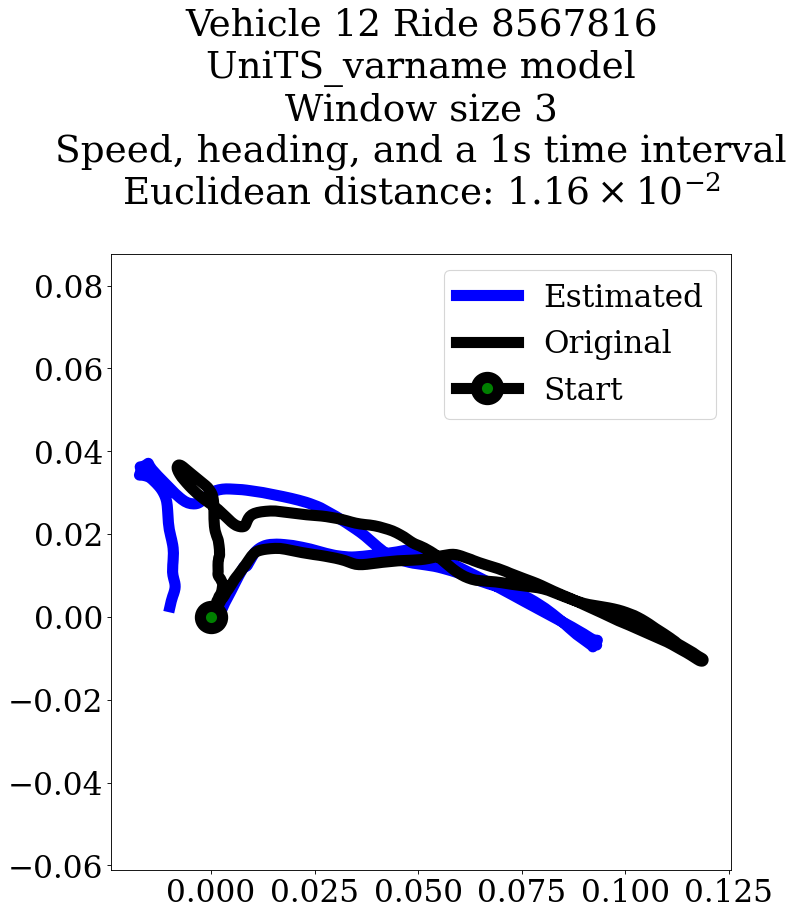 Vehicle 12 Ride 8567816
UniTS_varname model
Window size 3
Speed, heading, and a 1s time interval
Euclidean distance: 1.16 × 10⁻²
Estimated
Original
Start
0.08
0.06
0.04
0.02
0.00
−0.02
−0.04
−0.06
0.000 0.025 0.050 0.075 0.100 0.125